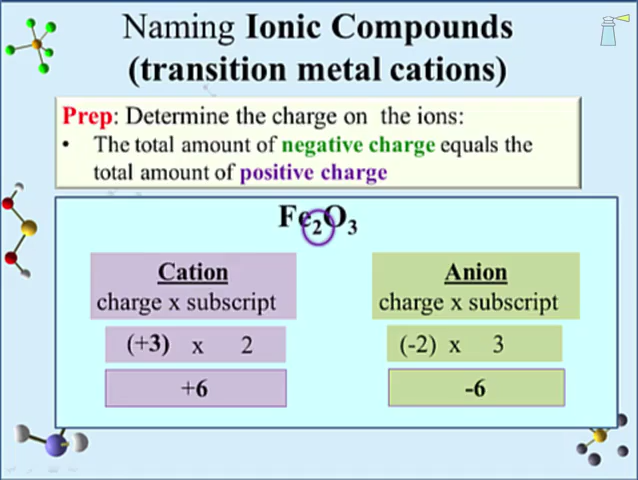 Naming Ionic Compounds
(transition metal cations)
Prep: Determine the charge on the ions:
• The total amount of negative charge equals the
total amount of positive charge
Fe₂O₃
Cation
charge x subscript
(+3) x 2
+6
Anion
charge x subscript
(-2) x 3
-6